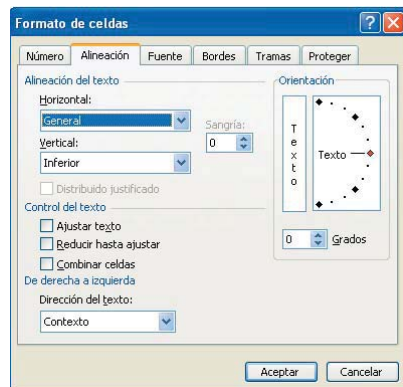 Formato de celdas
Número Alineación Fuente Bordes Tramas Proteger
Alineación del texto
Horizontal:
General
Sangría:
Vertical:
0
Inferior
Distribuido justificado
Control del texto
Ajustar texto
Reducir hasta ajustar
Combinar celdas
De derecha a izquierda
Dirección del texto:
Contexto
Orientación
Texto
Texto
0 Grados
Aceptar Cancelar